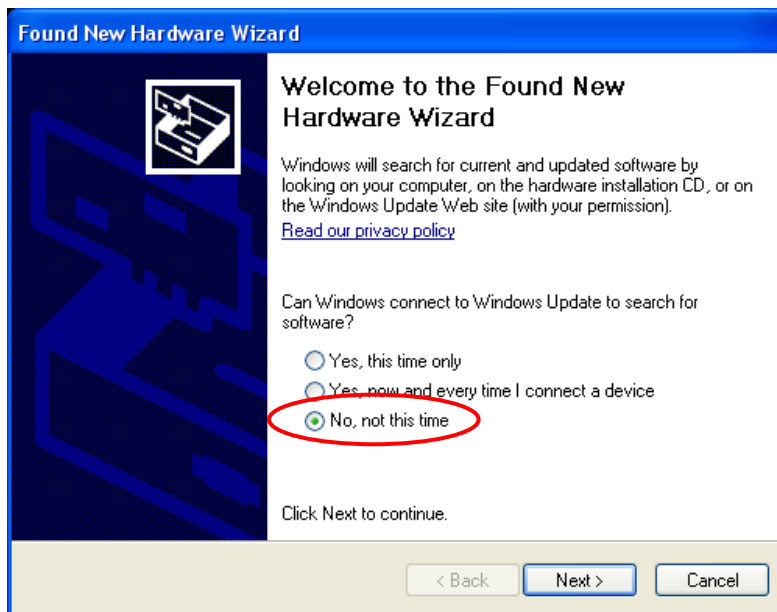 Found New Hardware Wizard
Welcome to the Found New
Hardware Wizard
Windows will search for current and updated software by
looking on your computer, on the hardware installation CD, or on
the Windows Update Web site (with your permission).
Read our privacy policy
Can Windows connect to Windows Update to search for
software?
Yes, this time only
Yes, now and every time I connect a device
No, not this time
Click Next to continue.
< Back
Next >
Cancel